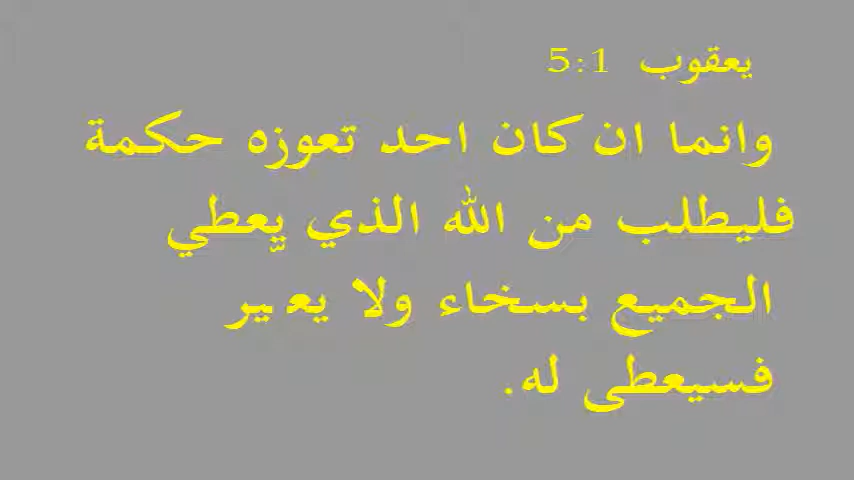 يعقوب 5:1
وانما ان كان احد تعوزه حكمة
فليطلب من الله الذي يعطي
الجميع بسخاء ولا يعير
فسيعطى له.